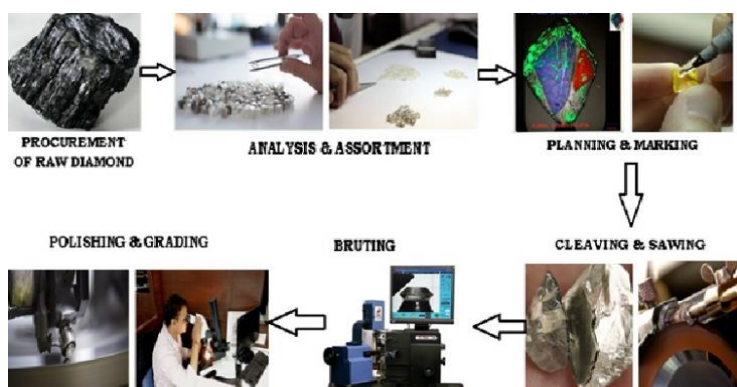 PROCUREMENT
OF RAW DIAMOND
ANALYSIS & ASSORTMENT
PLANNING & MARKING
CLEAVING & SAWING
BRUTING
POLISHING & GRADING